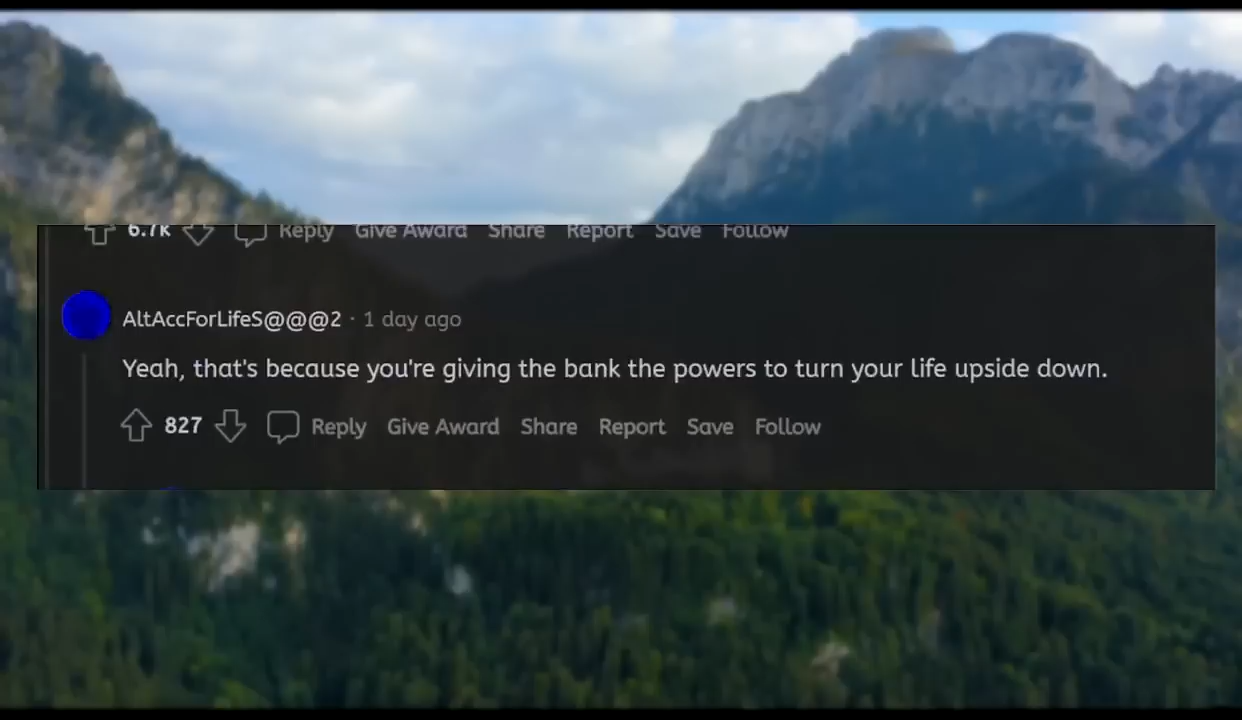 6.7k Reply Give Award Share Report Save Follow
AltAccForLifeS@@@2 · 1 day ago
Yeah, that's because you're giving the bank the powers to turn your life upside down.
827 Reply Give Award Share Report Save Follow